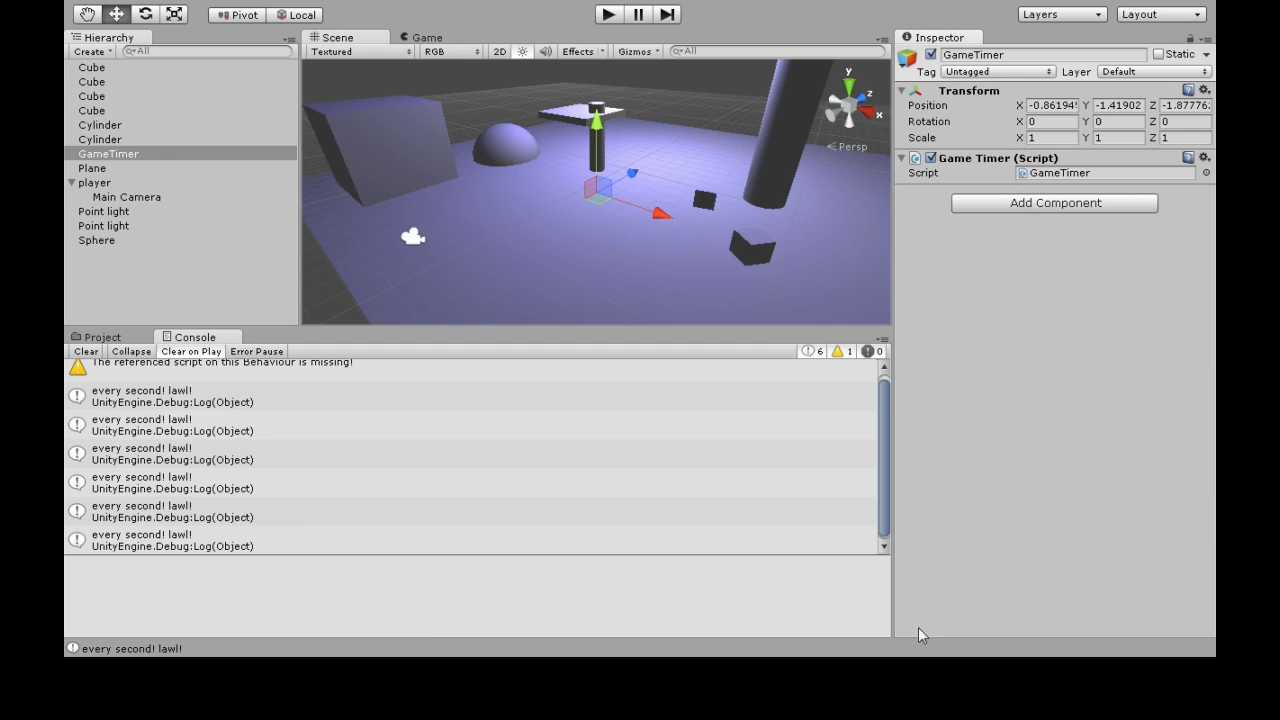 Pivot Local Layers Layout
Hierarchy Scene Game Inspector
Create All Textured RGB 2D Effects Gizmos All GameTimer Static
Tag Untagged Layer Default
Cube
Cube
Cube
Cube
Cylinder
Cylinder
GameTimer
Plane
player
Main Camera
Point light
Point light
Sphere
y
z
x
Persp
Transform
Position X -0.86194! Y -1.41902 Z -1.87776.
Rotation X 0 Y 0 Z 0
Scale X 1 Y 1 Z 1
Game Timer (Script)
Script GameTimer
Add Component
Project Console
Clear Collapse Clear on Play Error Pause 6 1 0
The referenced script on this Behaviour is missing!
every second! lawl!
UnityEngine.Debug:Log(Object)
every second! lawl!
UnityEngine.Debug:Log(Object)
every second! lawl!
UnityEngine.Debug:Log(Object)
every second! lawl!
UnityEngine.Debug:Log(Object)
every second! lawl!
UnityEngine.Debug:Log(Object)
every second! lawl!
UnityEngine.Debug:Log(Object)
every second! lawl!